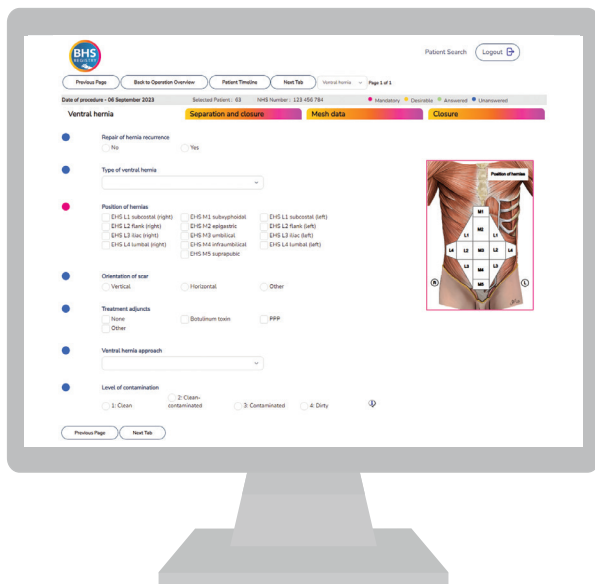 BHS
REGISTRY
Patient Search
Logout
Previous Page
Back to Operation Overview
Patient Timeline
Next Tab
Ventral hernia
Page 1 of 1
Date of procedure - 06 September 2023
Selected Patient : 63
NHS Number : 123 456 784
Mandatory
Desirable
Answered
Unanswered
Ventral hernia
Separation and closure
Mesh data
Closure
Repair of hernia recurrence
No
Yes
Type of ventral hernia
Position of hernias
EHS L1 subcostal (right)
EHS M1 subxyphoidal
EHS L1 subcostal (left)
EHS L2 flank (right)
EHS M2 epigastric
EHS L2 flank (left)
EHS L3 iliac (right)
EHS M3 umbilical
EHS L3 iliac (left)
EHS L4 lumbal (right)
EHS M4 infraumbilical
EHS L4 lumbal (left)
EHS M5 suprapubic
Position of hernias
M1
M2
L1
L1
L4
L2
M3
L2
L4
L3
M4
L3
M5
R
L
Orientation of scar
Vertical
Horizontal
Other
Treatment adjuncts
None
Botulinum toxin
PPP
Other
Ventral hernia approach
Level of contamination
1: Clean
2: Clean-
contaminated
3: Contaminated
4: Dirty
Previous Page
Next Tab